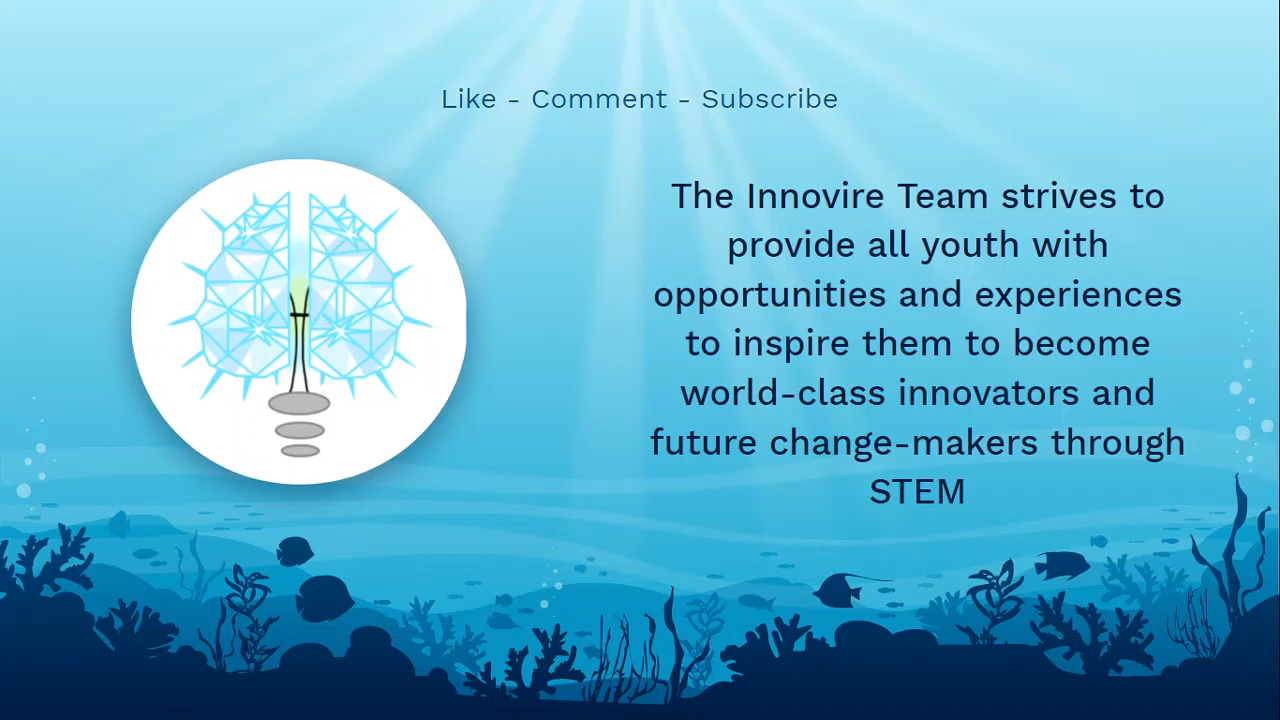 Like - Comment - Subscribe
The Innovire Team strives to
provide all youth with
opportunities and experiences
to inspire them to become
world-class innovators and
future change-makers through
STEM